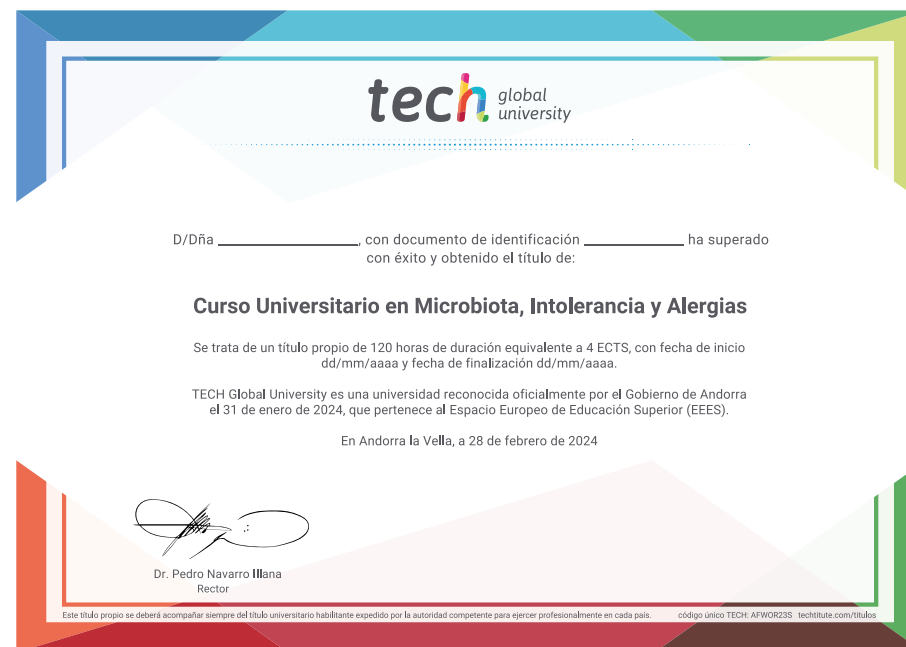 tech global university
D/Dña ______________, con documento de identificación __________ ha superado
con éxito y obtenido el título de:
Curso Universitario en Microbiota, Intolerancia y Alergias
Se trata de un título propio de 120 horas de duración equivalente a 4 ECTS, con fecha de inicio
dd/mm/aaaa y fecha de finalización dd/mm/aaaa.
TECH Global University es una universidad reconocida oficialmente por el Gobierno de Andorra
el 31 de enero de 2024, que pertenece al Espacio Europeo de Educación Superior (EEES).
En Andorra la Vella, a 28 de febrero de 2024
Dr. Pedro Navarro Illana
Rector
Este título propio se deberá acompañar siempre del título universitario habilitante expedido por la autoridad competente para ejercer profesionalmente en cada país. código único TECH: AFWOR23S techtitute.com/titulos